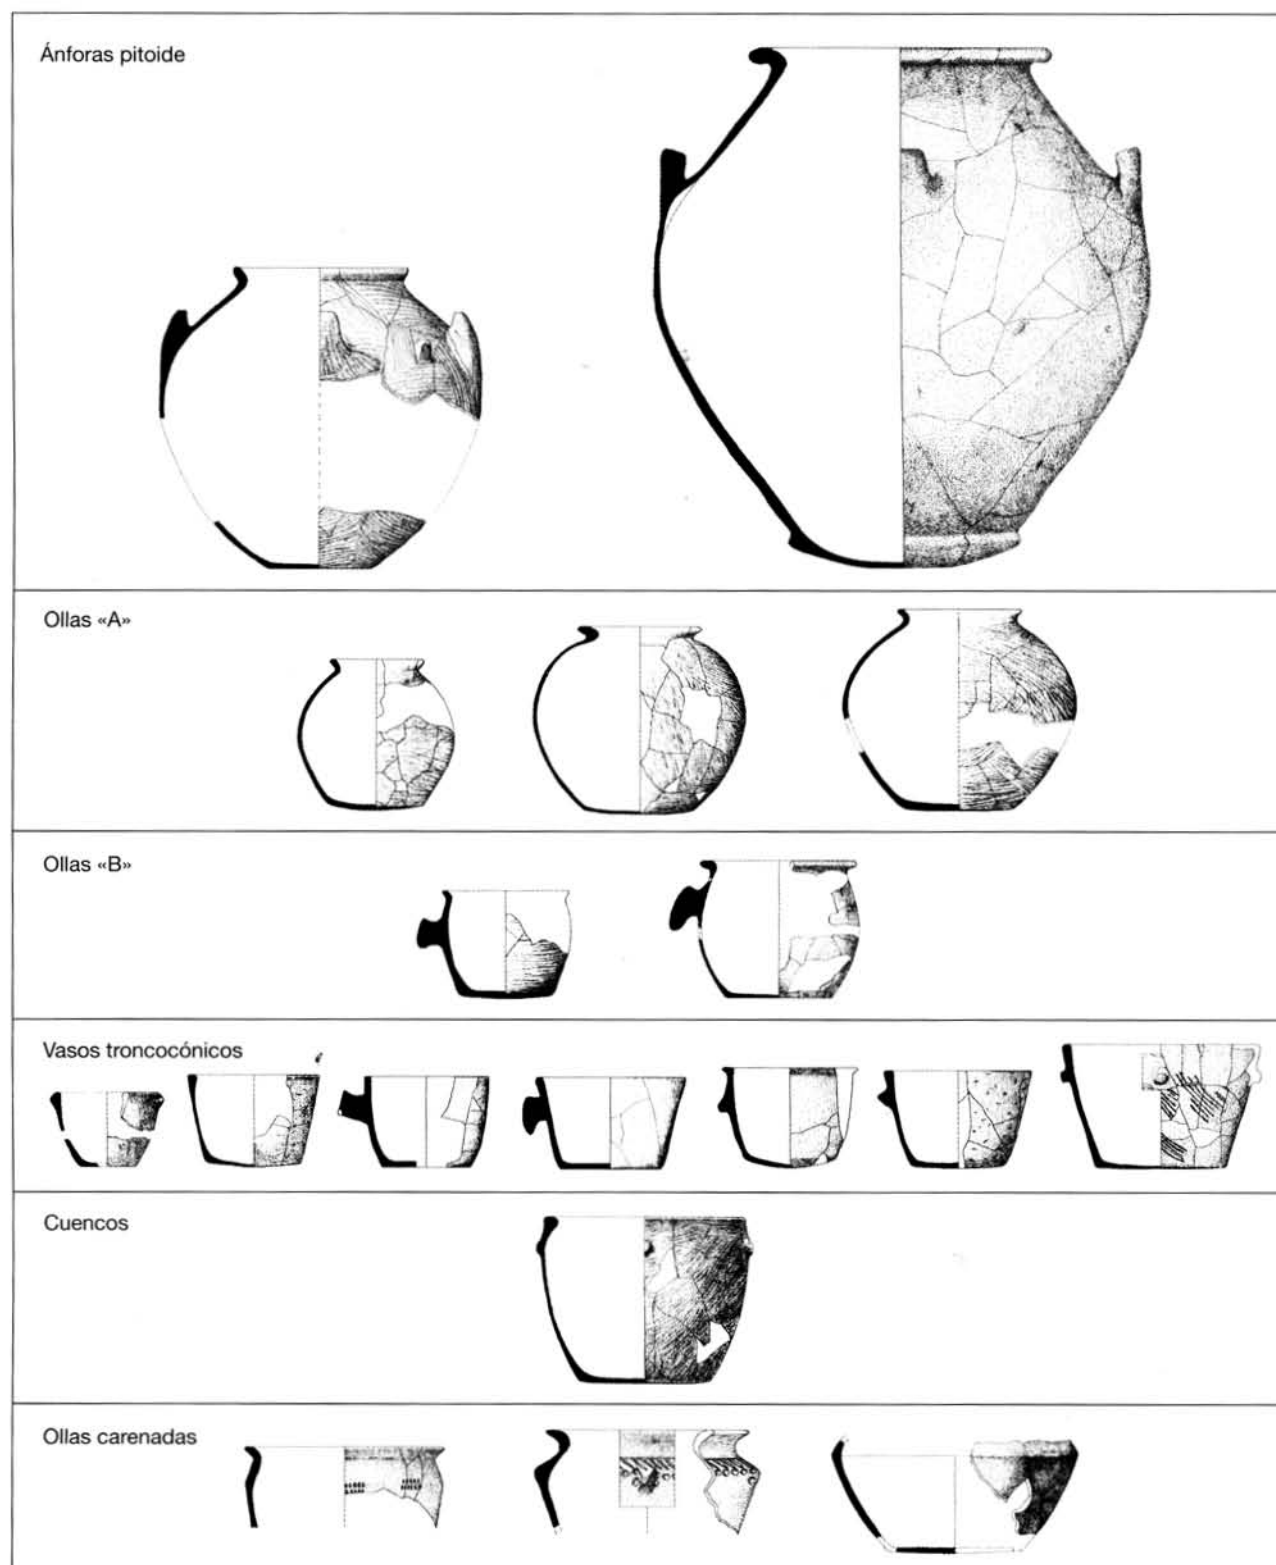 Ánforas pitoide
Ollas «A»
Ollas «B»
Vasos troncocónicos
Cuencos
Ollas carenadas